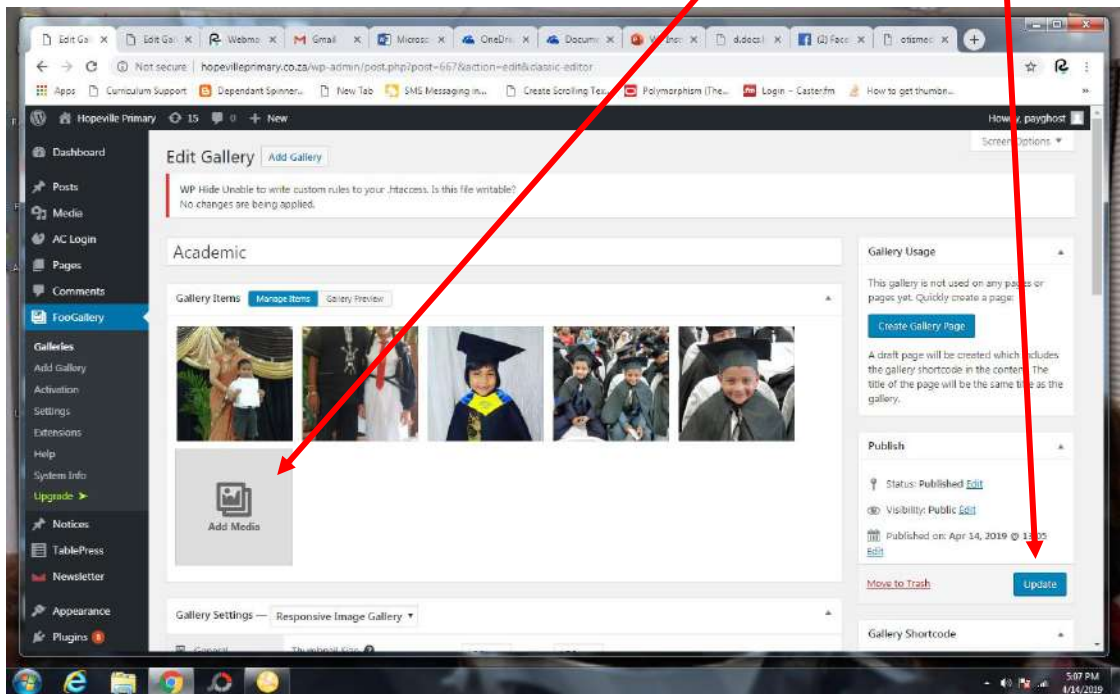 Edit Ga
Edit Gal
Webma
Gmail
Micros
OneDri
Docum
d.docs.l
(2) Face
otismec
Not secure | hopevilleprimary.co.za/wp-admin/post.php?post=667&action=edit&classic-editor
Apps Curriculum Support Dependant Spinner... New Tab SMS Messaging in... Create Scrolling Tex... Polymorphism (The... Login - Caster.fm How to get thumbn...
Hopeville Primary 15 0 + New
Howdy, payghost
Screen Options
Dashboard
Posts
Media
AC Login
Pages
Comments
FooGallery
Galleries
Add Gallery
Activation
Settings
Extensions
Help
System Info
Upgrade ➤
Notices
TablePress
Newsletter
Appearance
Plugins
Edit Gallery Add Gallery
WP Hide Unable to write custom rules to your .htaccess. Is this file writable?
No changes are being applied.
Academic
Gallery Items Manage Items Gallery Preview
Add Media
Gallery Settings — Responsive Image Gallery
General Thumbnail Size
Gallery Usage
This gallery is not used on any pages or
pages yet. Quickly create a page:
Create Gallery Page
A draft page will be created which includes
the gallery shortcode in the content. The
title of the page will be the same title as the
gallery.
Publish
Status: Published Edit
Visibility: Public Edit
Published on: Apr 14, 2019 @
Edit
Move to Trash Update
Gallery Shortcode
5:07 PM
4/14/2019